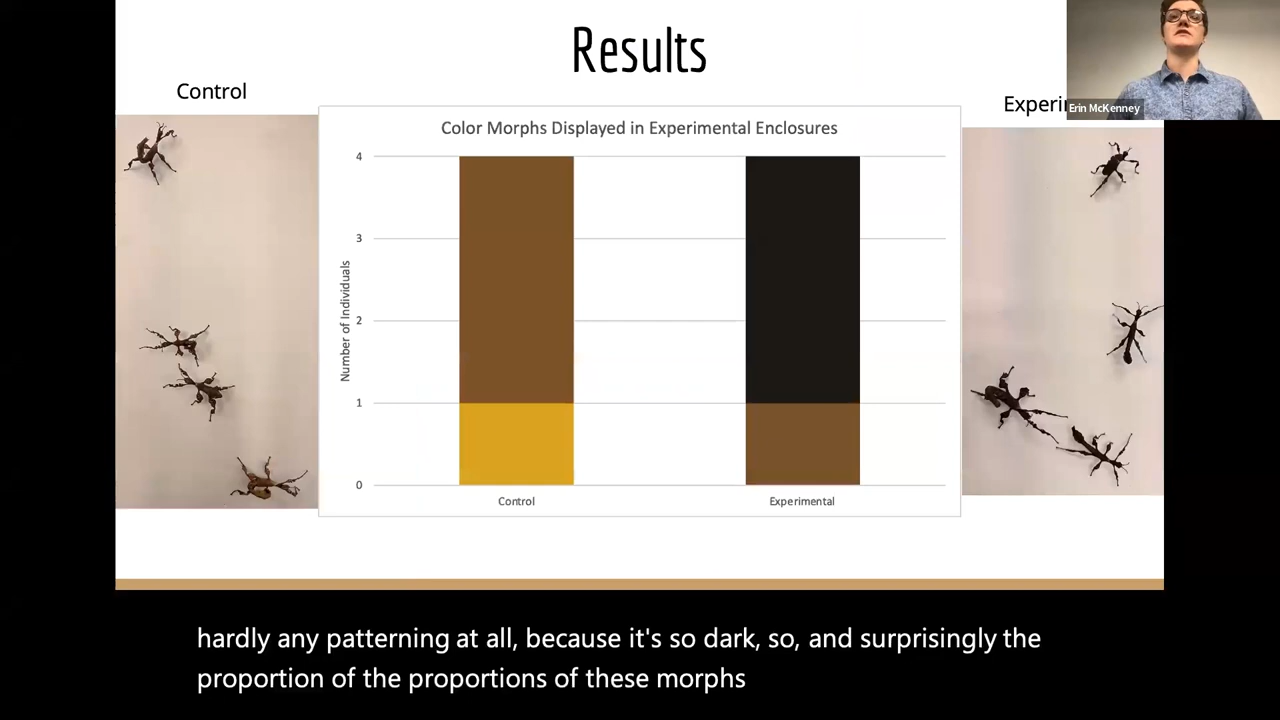 Results
Control
Experi
Erin McKenney
Color Morphs Displayed in Experimental Enclosures
4
3
2
1
0
Number of Individuals
Control
Experimental
hardly any patterning at all, because it's so dark, so, and surprisingly the
proportion of the proportions of these morphs